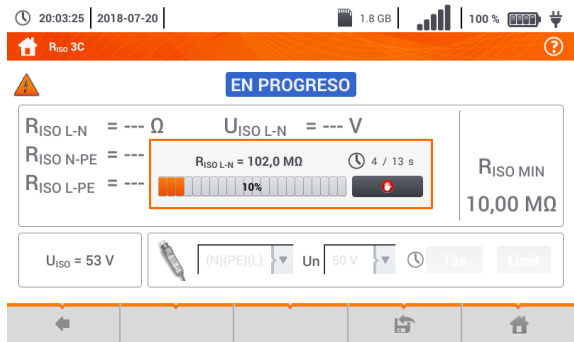 20:03:25 2018-07-20 1.8 GB 100 %
RISO 3C ?
EN PROGRESO
RISO L-N = --- Ω UISO L-N = --- V
RISO N-PE = ---
RISO L-PE = ---
RISO L-N = 102,0 MΩ 4 / 13 s
10%
RISO MIN
10,00 MΩ
UISO = 53 V (N)(PE)(L) Un 50 V 13s Limit